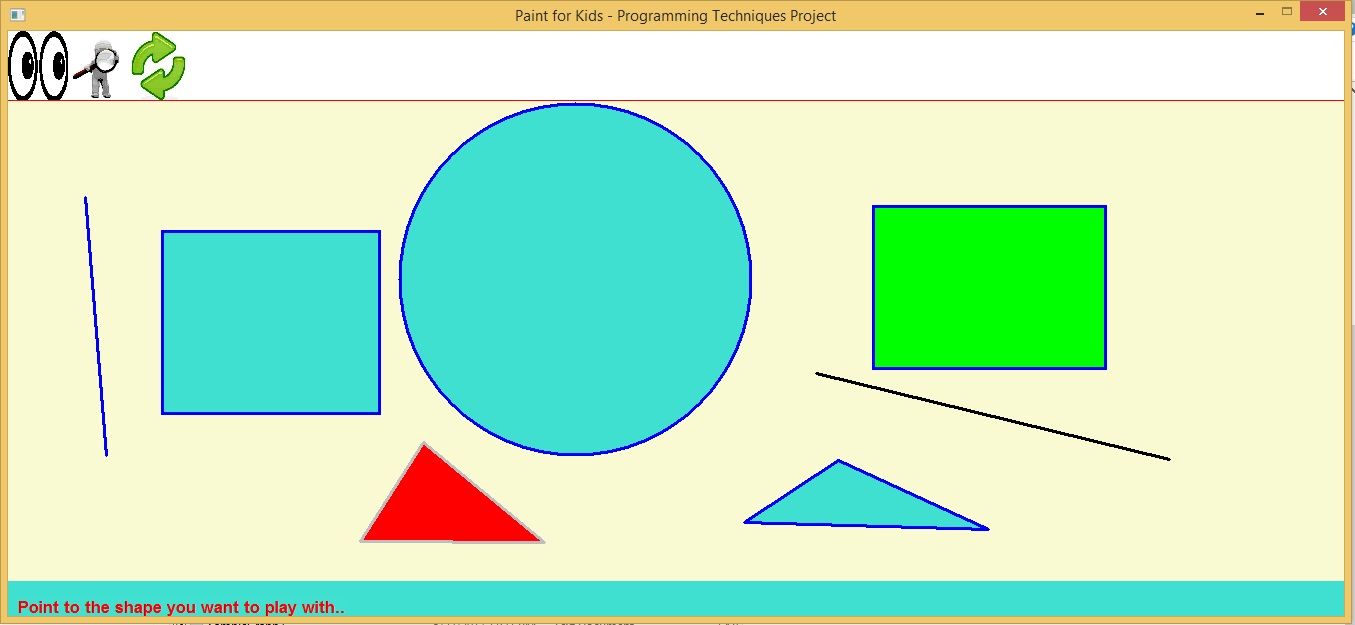 Paint for Kids - Programming Techniques Project
Point to the shape you want to play with..